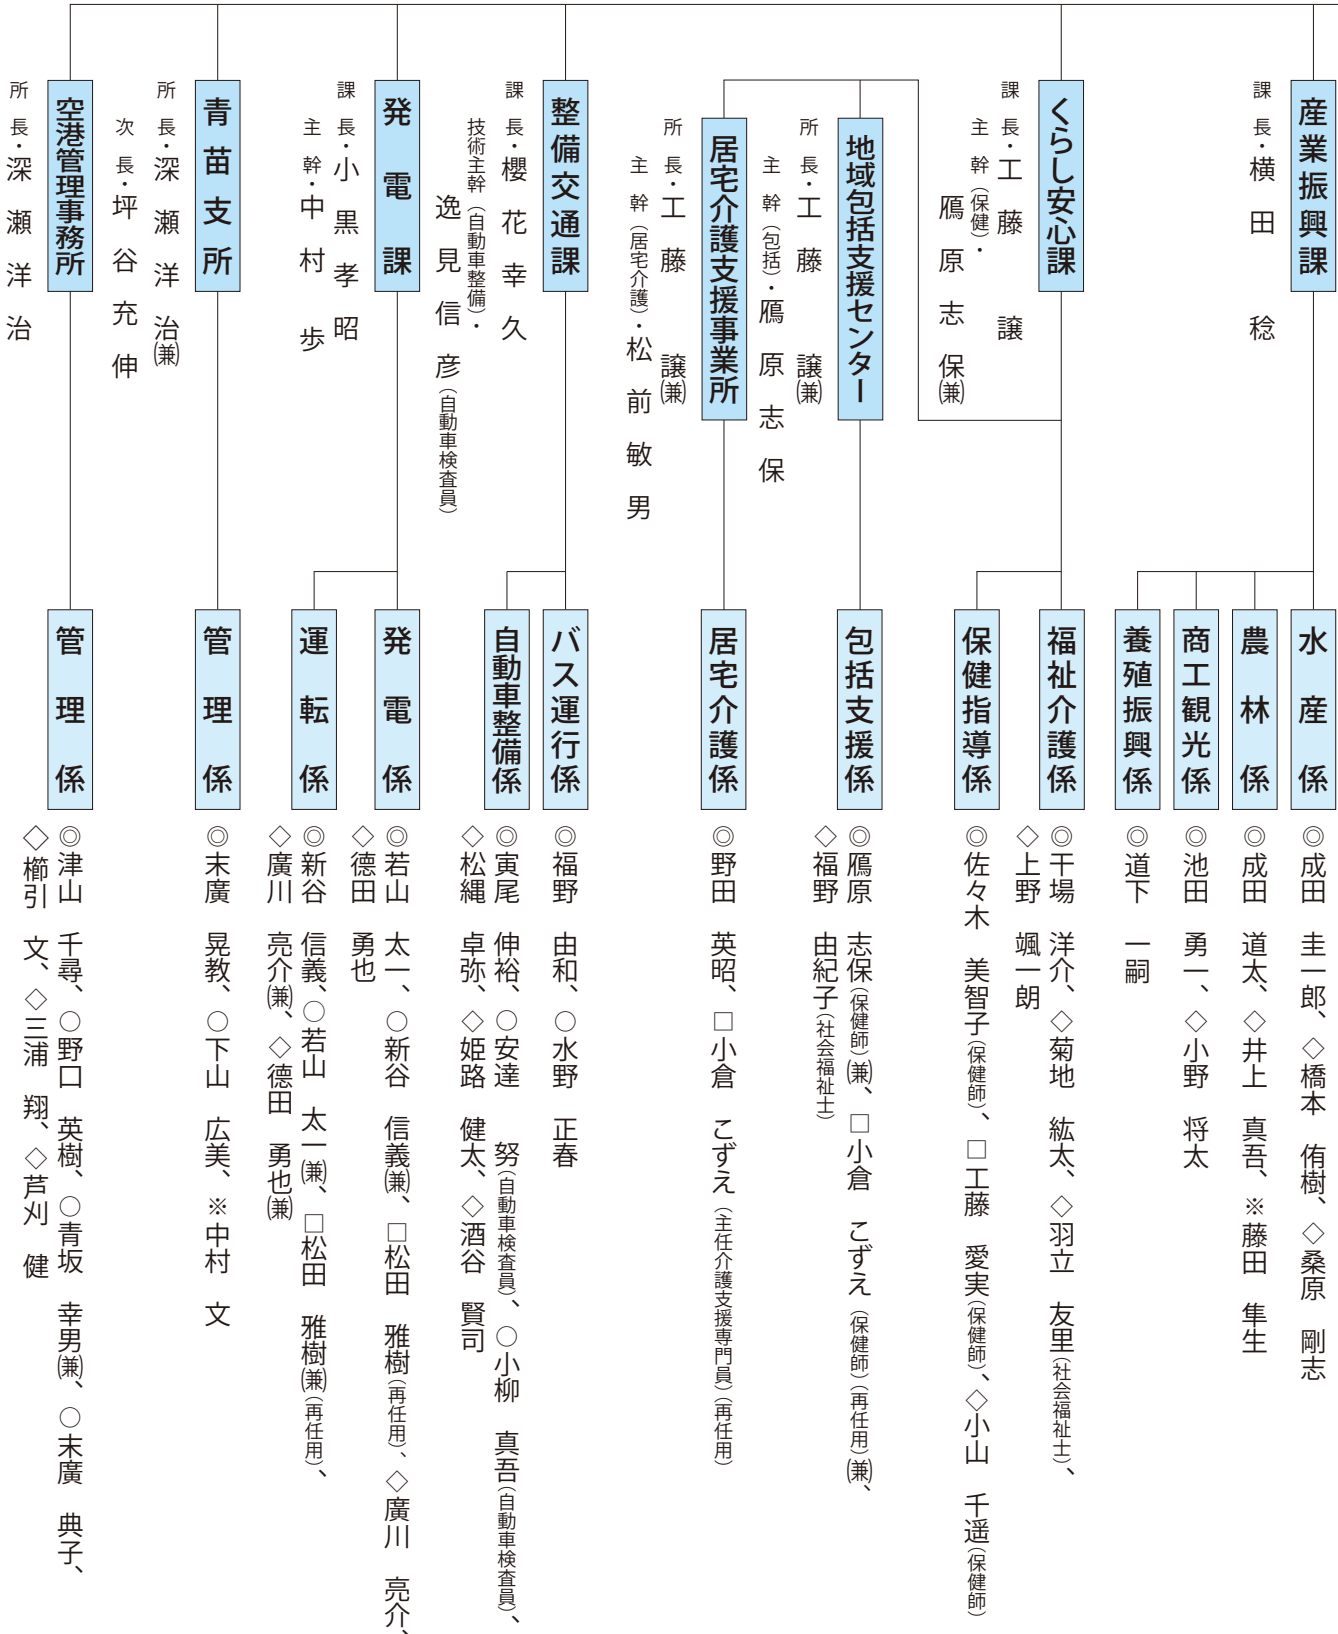 産業振興課
課長・横田　稔
水産係
◎成田　圭一郎、◇橋本　侑樹、◇桑原　剛志
農林係
◎成田　道太、◇井上　真吾、※藤田　隼生
商工観光係
◎池田　勇一、◇小野　将太
養殖振興係
◎道下　一嗣
くらし安心課
課長・工藤　譲
主幹(保健)・
鴈原志保(兼)
福祉介護係
◎干場　洋介、◇菊地　紘太、◇羽立　友里(社会福祉士)、
◇上野　颯一朗
保健指導係
◎佐々木　美智子(保健師)、□工藤　愛実(保健師)、◇小山　千遥(保健師)
地域包括支援センター
所長・工藤　譲(兼)
主幹(包括)・鴈原志保
包括支援係
◎鴈原　志保(保健師)(兼)、□小倉　こずえ(保健師)(再任用)(兼)、
◇福野　由紀子(社会福祉士)
居宅介護支援事業所
所長・工藤　譲(兼)
主幹(居宅介護)・松前敏男
居宅介護係
◎野田　英昭、□小倉　こずえ(主任介護支援専門員)(再任用)
整備交通課
課長・櫻花幸久
技術主幹(自動車整備)・
逸見信彦(自動車検査員)
バス運行係
◎福野　由和、○水野　正春
自動車整備係
◎寅尾　伸裕、○安達　努(自動車検査員)、○小柳　真吾(自動車検査員)、
◇松縄　卓弥、◇姫路　健太、◇酒谷　賢司
発電課
課長・小黒孝昭
主幹・中村　歩
発電係
◎若山　太一、○新谷　信義(兼)、□松田　雅樹(再任用)、◇廣川　亮介、
◇德田　勇也
運転係
◎新谷　信義、○若山　太一(兼)、□松田　雅樹(兼)(再任用)、
◇廣川　亮介(兼)、◇德田　勇也(兼)
青苗支所
所長・深瀬洋治(兼)
次長・坪谷充伸
管理係
◎末廣　晃教、○下山　広美、※中村　文
空港管理事務所
所長・深瀬洋治
管理係
◎津山　千尋、○野口　英樹、○青坂　幸男(兼)、○末廣　典子、
◇櫛引　文、◇三浦　翔、◇芦刈　健